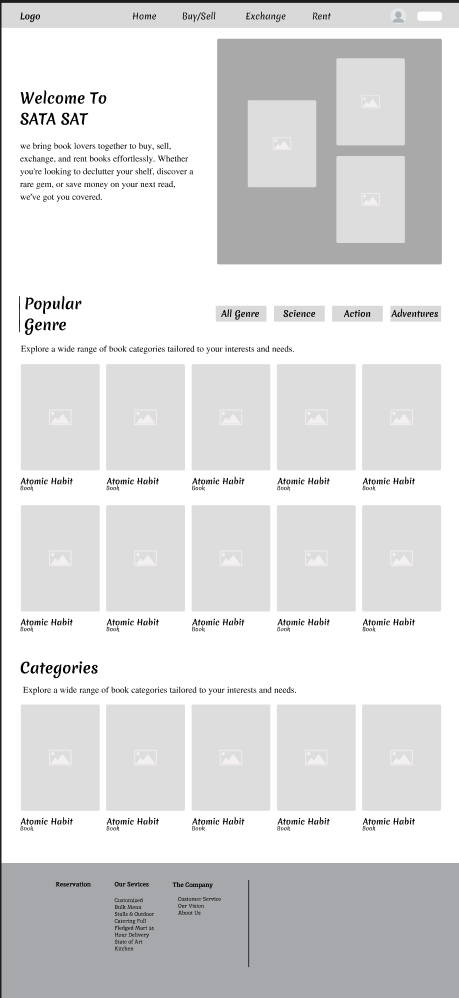 Logo Home Buy/Sell Exchange Rent
Welcome To
SATA SAT
we bring book lovers together to buy, sell,
exchange, and rent books effortlessly. Whether
you're looking to declutter your shelf, discover a
rare gem, or save money on your next read,
we've got you covered.
Popular
Genre
All Genre Science Action Adventures
Explore a wide range of book categories tailored to your interests and needs.
Atomic Habit Atomic Habit Atomic Habit Atomic Habit Atomic Habit
Book Book Book Book Book
Atomic Habit Atomic Habit Atomic Habit Atomic Habit Atomic Habit
Book Book Book Book Book
Categories
Explore a wide range of book categories tailored to your interests and needs.
Atomic Habit Atomic Habit Atomic Habit Atomic Habit Atomic Habit
Book Book Book Book Book
Reservation
Our Sevices
Customized
Bulk Menu
Stalls & Outdoor
Catering Full
Fledged Mart 24
Hour Delivery
State of Art
Kitchen
The Company
Customer Service
Our Vision
About Us